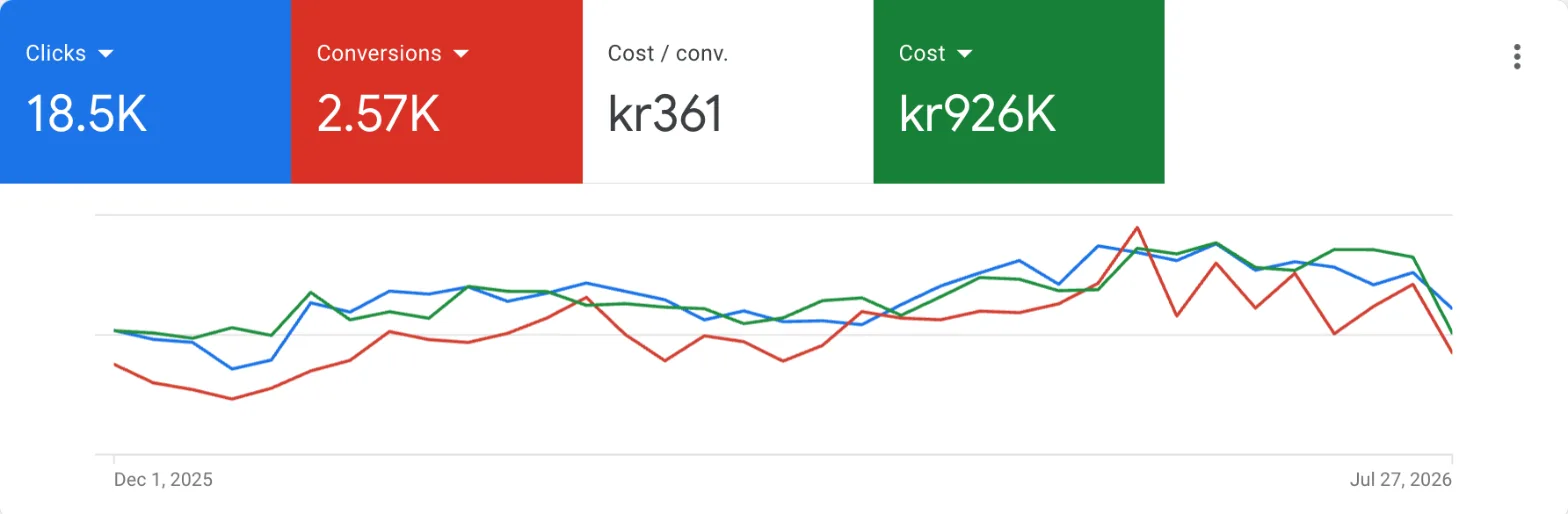 Clicks
Conversions
Cost / conv.
Cost
18.5K
2.57K
kr361
kr926K
Dec 1, 2025
Jul 27, 2026